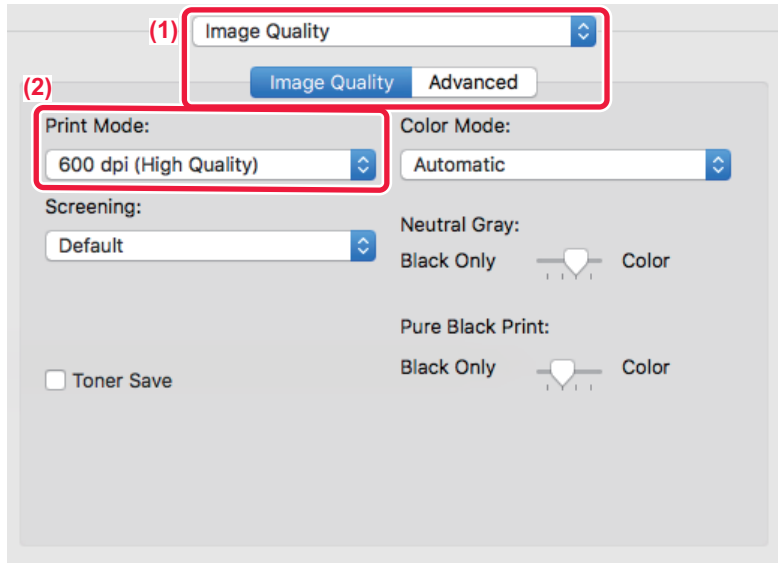 (1)
Image Quality
Image Quality Advanced
(2)
Print Mode:
600 dpi (High Quality)
Screening:
Default
Toner Save
Color Mode:
Automatic
Neutral Gray:
Black Only Color
Pure Black Print:
Black Only Color